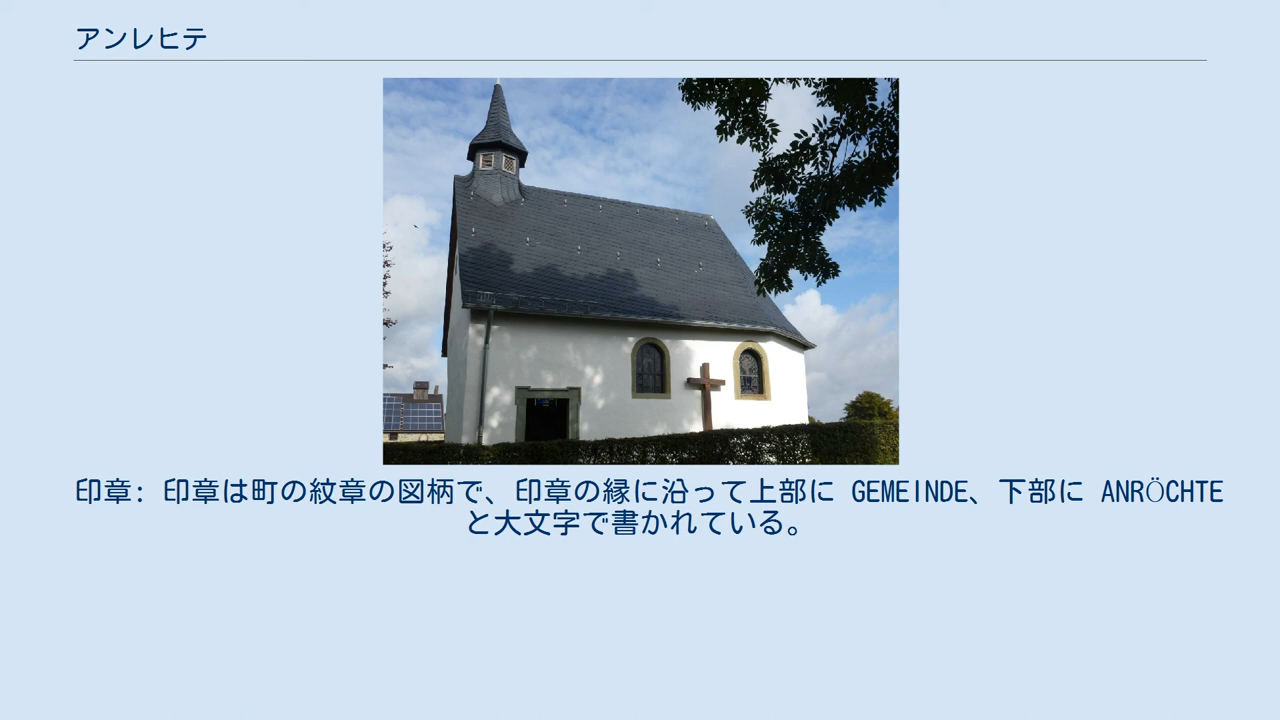 アンレヒテ
印章: 印章は町の紋章の図柄で、印章の縁に沿って上部に GEMEINDE、下部に ANRÖCHTE
と大文字で書かれている。